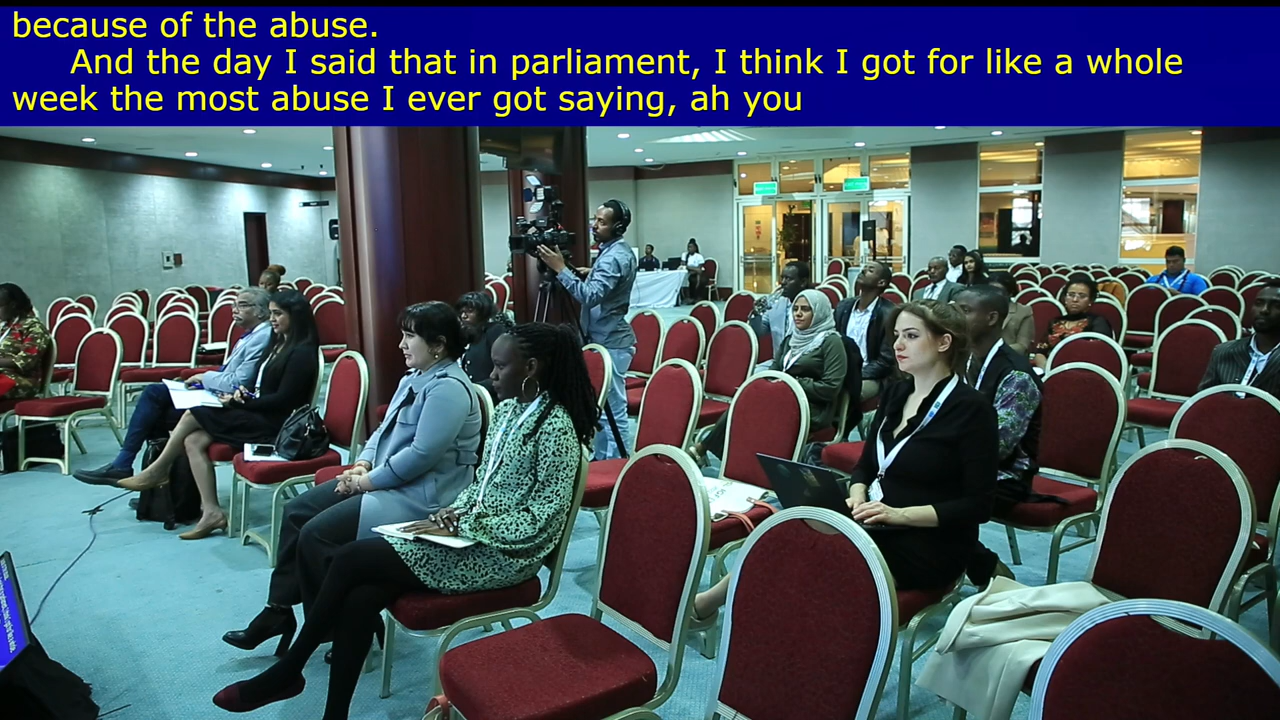 because of the abuse.
And the day I said that in parliament, I think I got for like a whole
week the most abuse I ever got saying, ah you